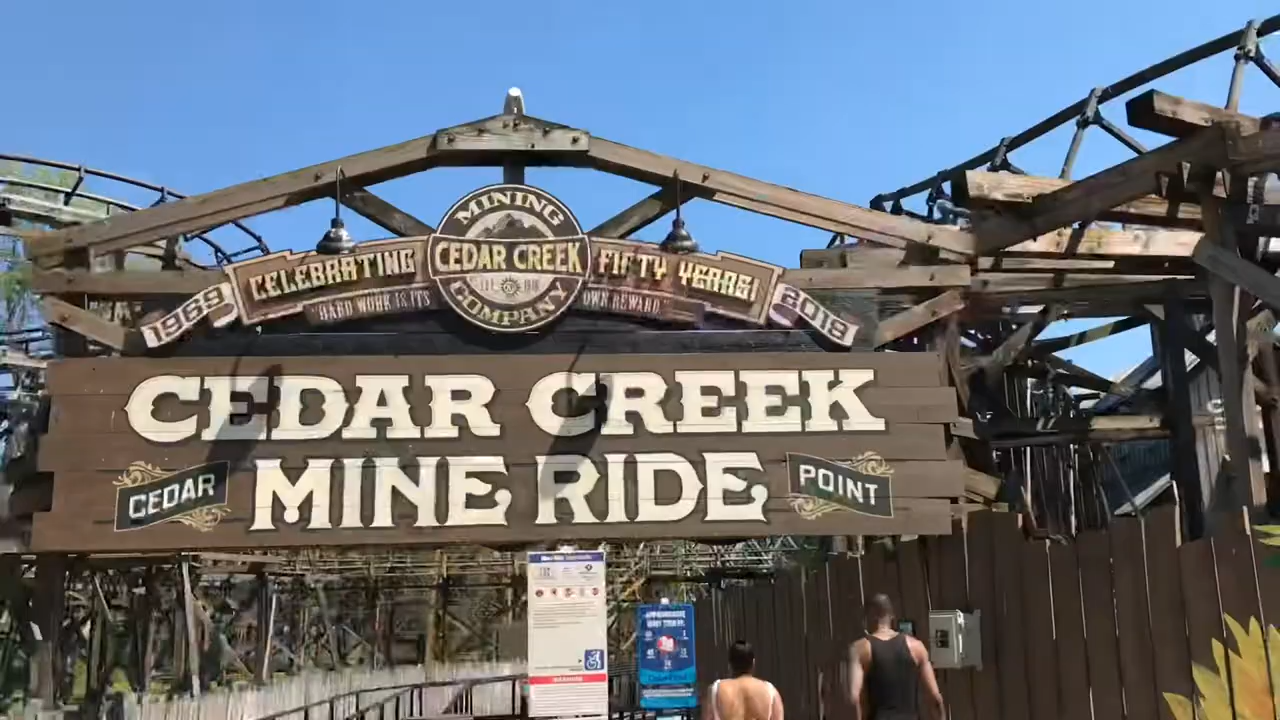 MINING
CEDAR CREEK
COMPANY
1969
CELEBRATING
FIFTY YEARS!
2019
"HARD WORK IS IT'S
OWN REWARD"
CEDAR CREEK
MINE RIDE
CEDAR
POINT